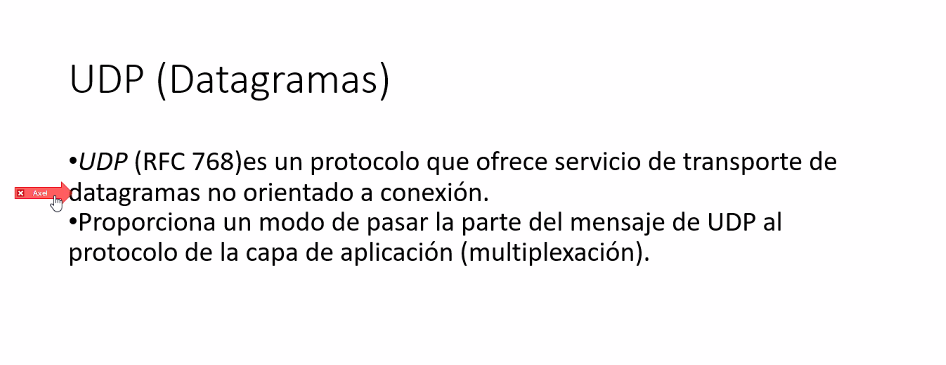 UDP (Datagramas)
•UDP (RFC 768)es un protocolo que ofrece servicio de transporte de
Axel
datagramas no orientado a conexión.
•Proporciona un modo de pasar la parte del mensaje de UDP al
protocolo de la capa de aplicación (multiplexación).